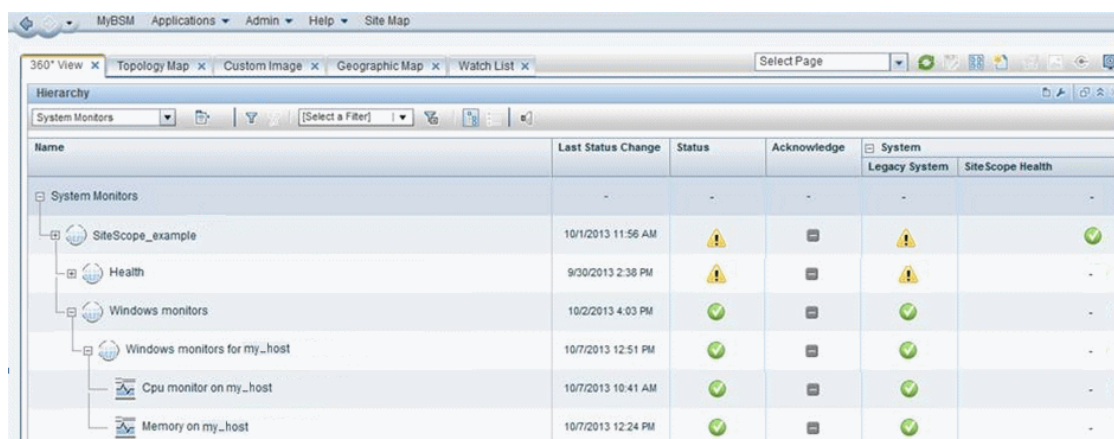 MyBSM Applications Admin Help Site Map
360° View Topology Map Custom Image Geographic Map Watch List Select Page
Hierarchy
System Monitors [Select a Filter]
Name Last Status Change Status Acknowledge System
Legacy System SiteScope Health
System Monitors - - - - -
SiteScope_example 10/1/2013 11:56 AM
Health 9/30/2013 2:38 PM -
Windows monitors 10/2/2013 4:03 PM -
Windows monitors for my_host 10/7/2013 12:51 PM -
Cpu monitor on my_host 10/7/2013 10:41 AM -
Memory on my_host 10/7/2013 12:24 PM -